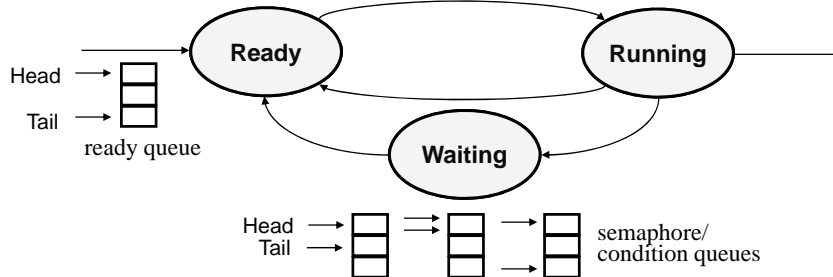 Ready
Running
Head
Tail
ready queue
Waiting
Head
Tail
semaphore/
condition queues